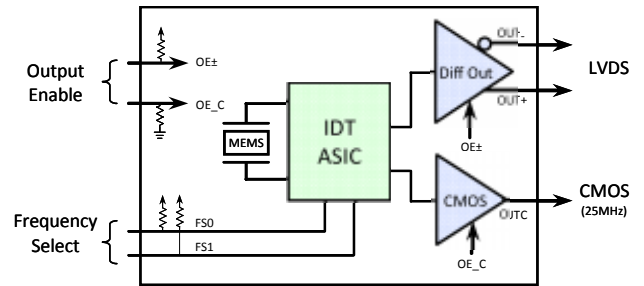 Output
Enable
OE±
OE_C
MEMS
IDT
ASIC
Diff Out
OUT-
OUT+
OE±
LVDS
CMOS
OUTC
OE_C
CMOS
(25MHz)
Frequency
Select
FS0
FS1